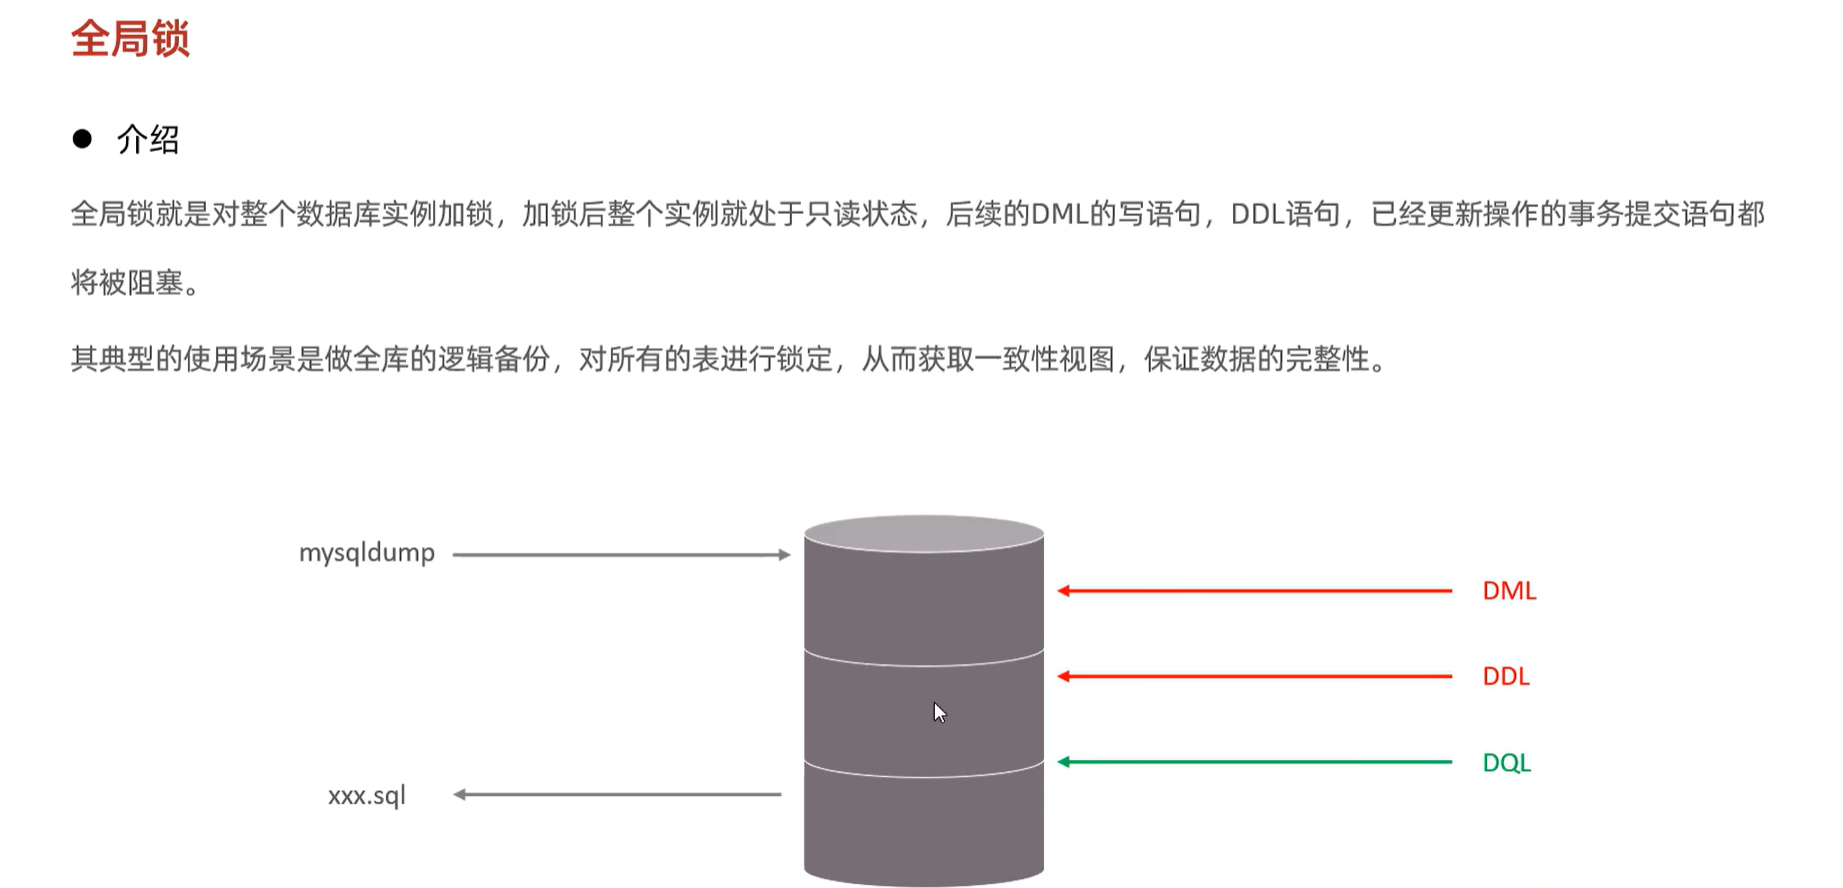 全局锁
介绍
全局锁就是对整个数据库实例加锁，加锁后整个实例就处于只读状态，后续的DML的写语句，DDL语句，已经更新操作的事务提交语句都
将被阻塞。
其典型的使用场景是做全库的逻辑备份，对所有的表进行锁定，从而获取一致性视图，保证数据的完整性。
mysqldump
DML
DDL
DQL
xxx.sql